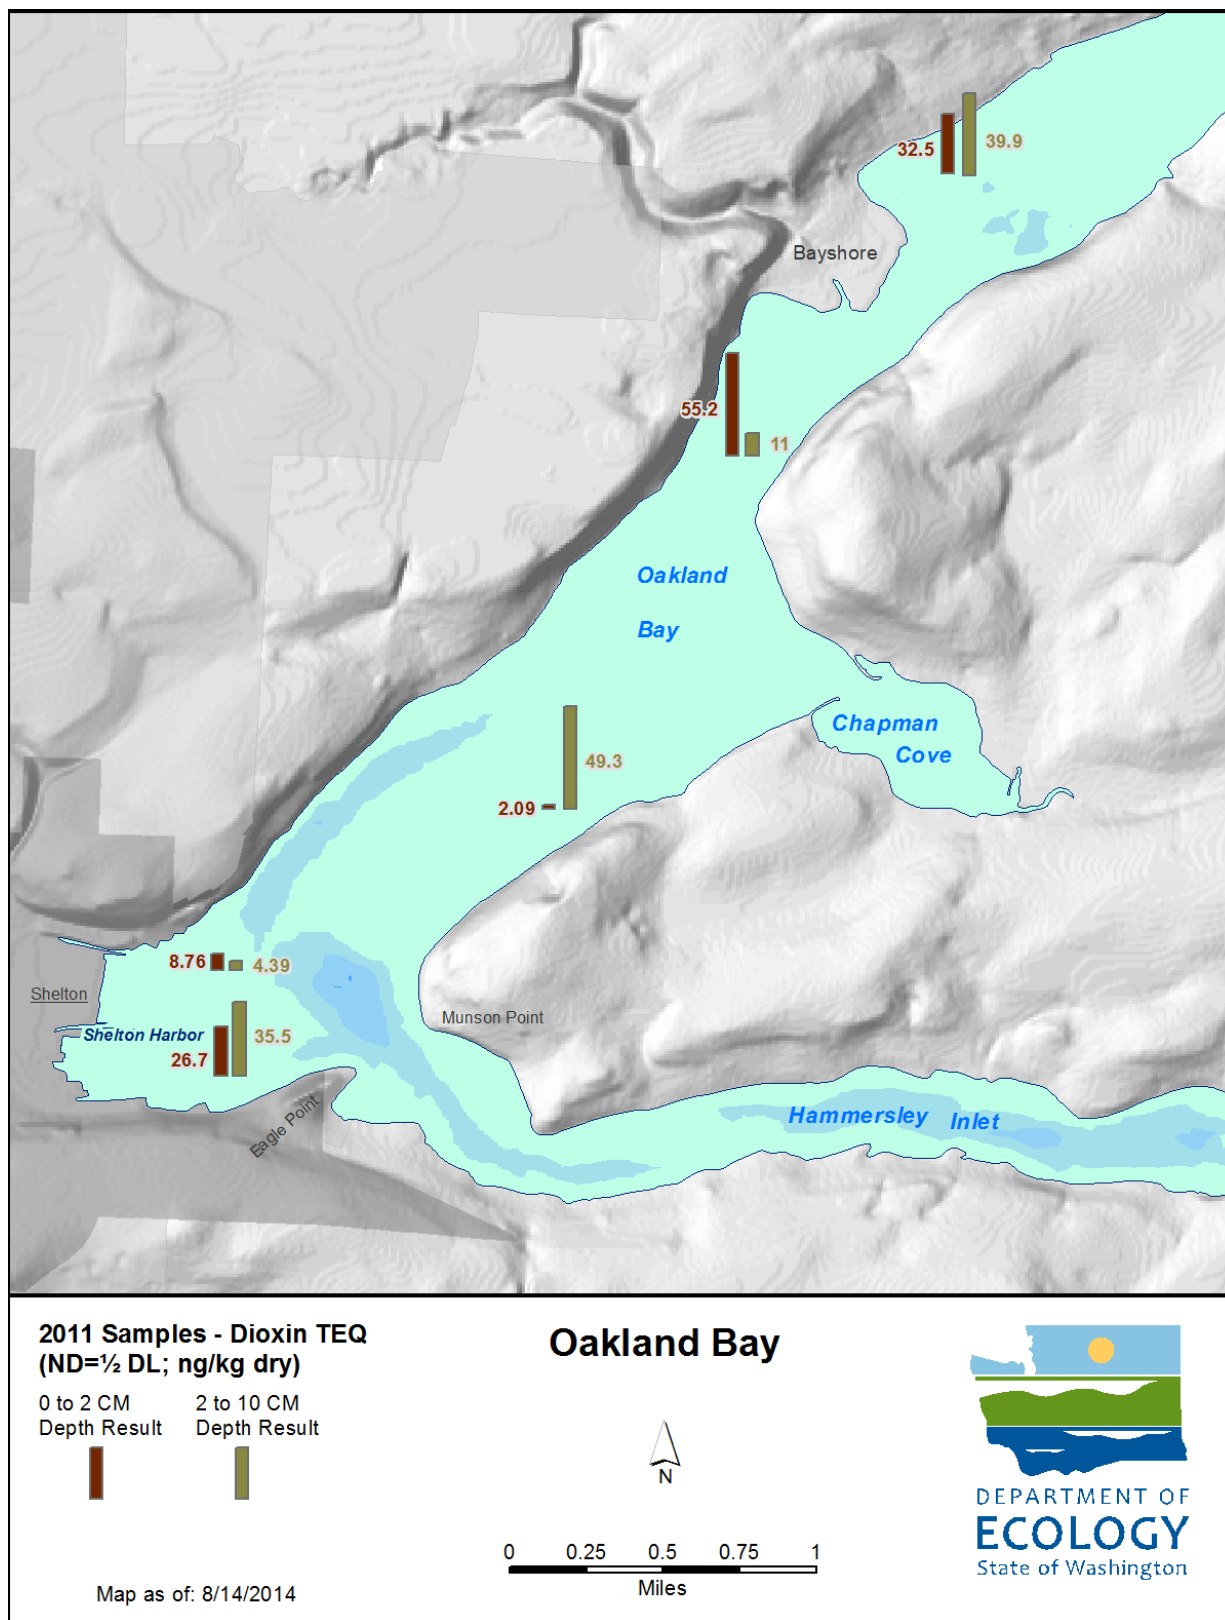 32.5
39.9
Bayshore
55.2
11
Oakland
Bay
Chapman
Cove
49.3
2.09
8.76
4.39
Shelton
Shelton Harbor
35.5
26.7
Munson Point
Eagle Point
Hammersley Inlet
2011 Samples - Dioxin TEQ
(ND=½ DL; ng/kg dry)
0 to 2 CM
Depth Result
2 to 10 CM
Depth Result
Map as of: 8/14/2014
Oakland Bay
N
0 0.25 0.5 0.75 1
Miles
DEPARTMENT OF
ECOLOGY
State of Washington